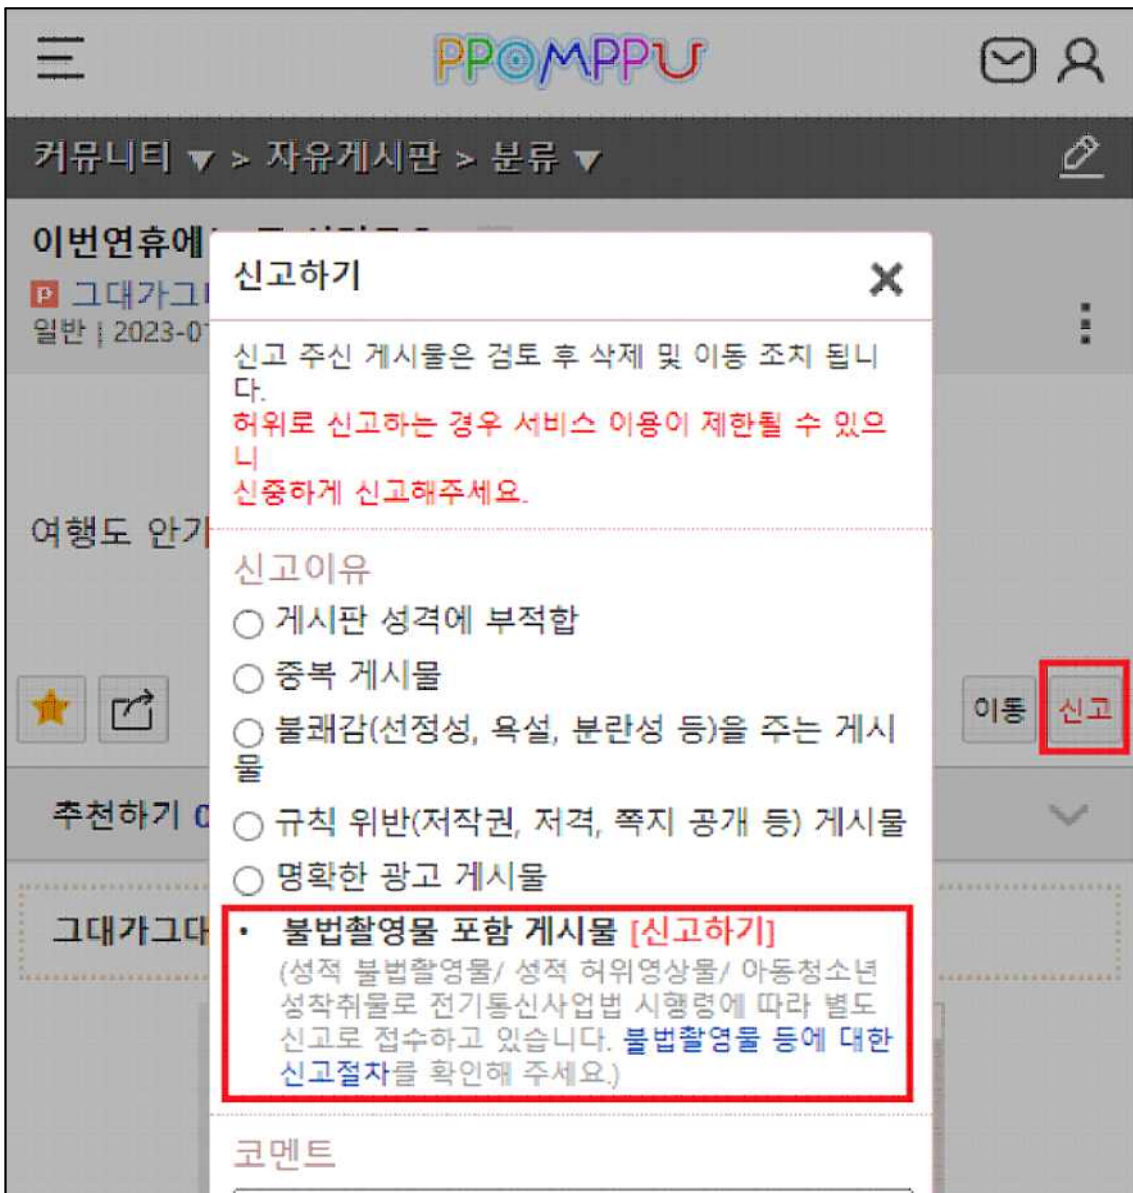 PPOMPPU
커뮤니티 ▼ > 자유게시판 > 분류 ▼
이번연휴에
P 그대가그
일반 | 2023-0
신고하기
신고 주신 게시물은 검토 후 삭제 및 이동 조치 됩니
다.
허위로 신고하는 경우 서비스 이용이 제한될 수 있으
니
신중하게 신고해주세요.
여행도 안가
신고이유
게시판 성격에 부적합
중복 게시물
불쾌감(선정성, 욕설, 분란성 등)을 주는 게시
물
규칙 위반(저작권, 저격, 쪽지 공개 등) 게시물
명확한 광고 게시물
이동 신고
추천하기 0
그대가그대
• 불법촬영물 포함 게시물 [신고하기]
(성적 불법촬영물/ 성적 허위영상물/ 아동청소년
성착취물로 전기통신사업법 시행령에 따라 별도
신고로 접수하고 있습니다. 불법촬영물 등에 대한
신고절차를 확인해 주세요.)
코멘트